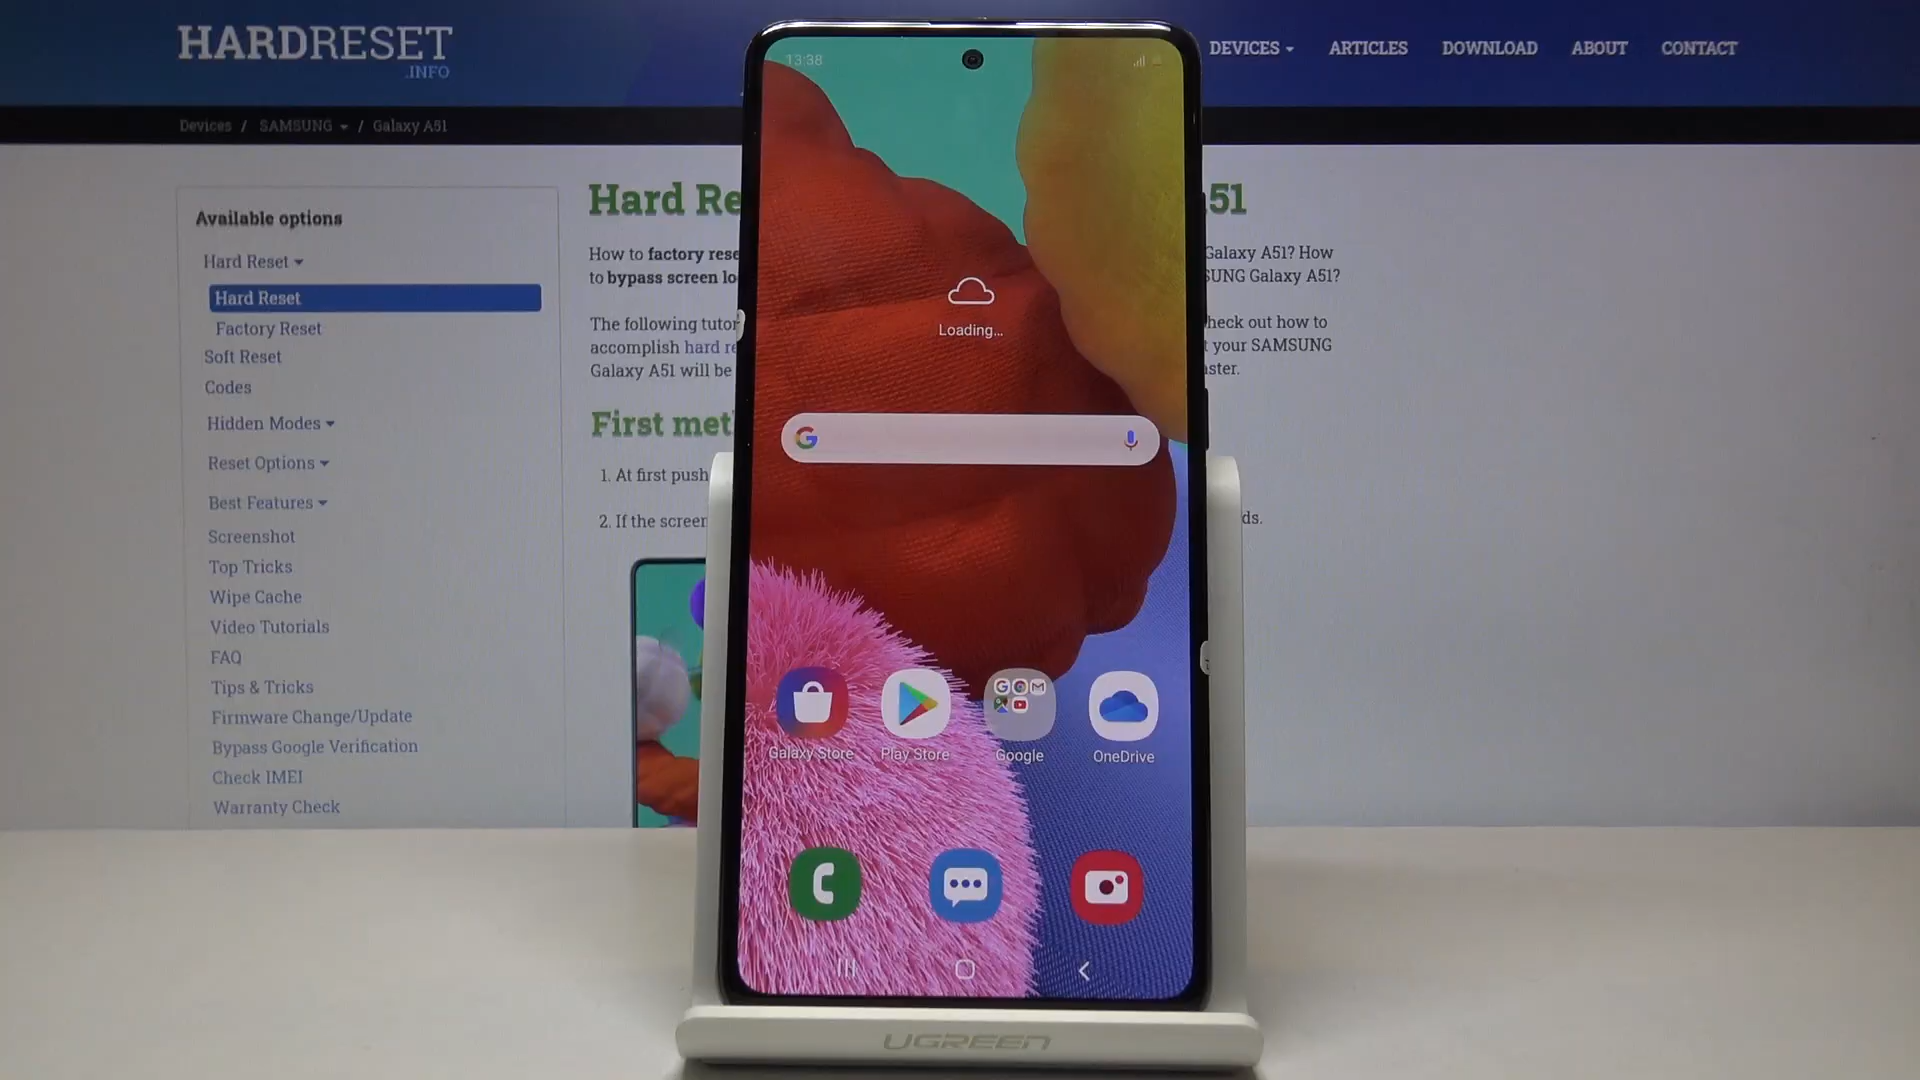 HARDRESET
.INFO
DEVICES
ARTICLES
DOWNLOAD
ABOUT
CONTACT
Devices / SAMSUNG / Galaxy A51
Available options
Hard Reset
Hard Reset
Factory Reset
Soft Reset
Codes
Hidden Modes
Reset Options
Best Features
Screenshot
Top Tricks
Wipe Cache
Video Tutorials
FAQ
Tips & Tricks
Firmware Change/Update
Bypass Google Verification
Check IMEI
Warranty Check
Hard Re
51
How to factory rese
Galaxy A51? How
to bypass screen lo
SUNG Galaxy A51?
The following tutor
heck out how to
accomplish hard re
t your SAMSUNG
Galaxy A51 will be
ster.
First met
1. At first push
2. If the screen
ds.
13:38
Loading...
Galaxy Store
Play Store
Google
OneDrive
UGREEN